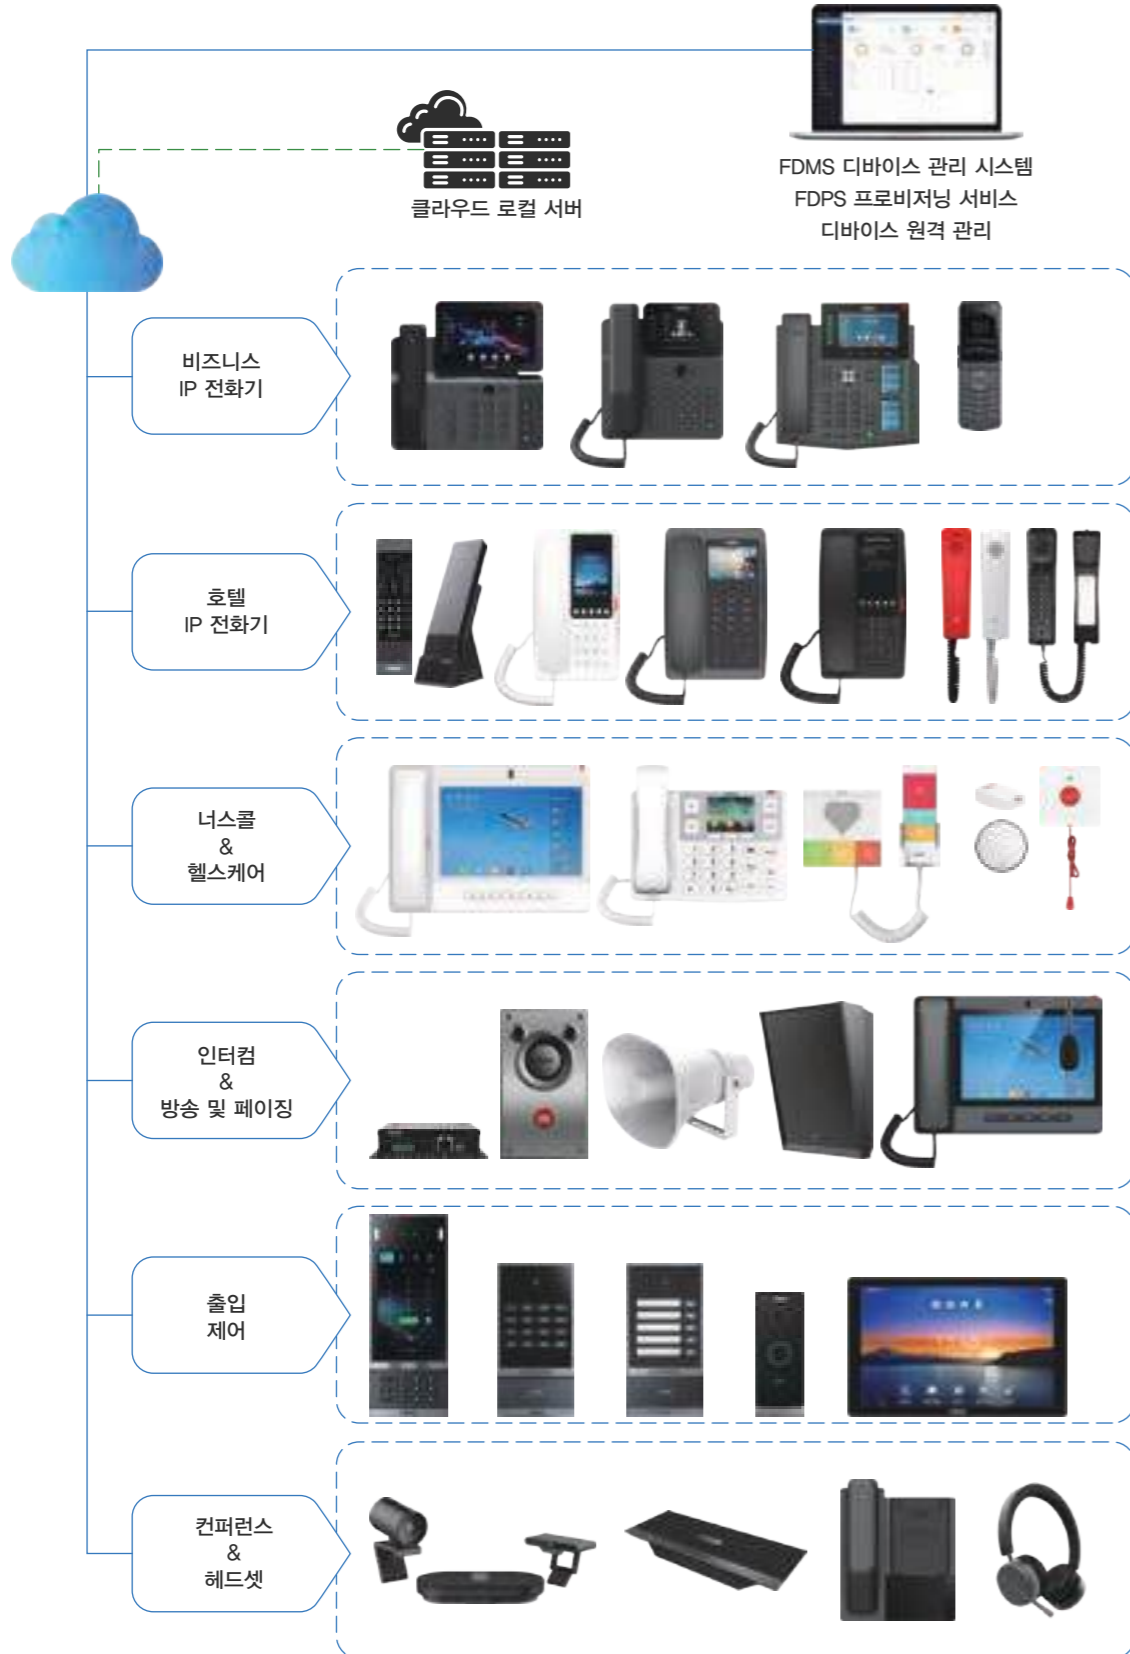 FDMS 디바이스 관리 시스템
FDPS 프로비저닝 서비스
디바이스 원격 관리
클라우드 로컬 서버
비즈니스
IP 전화기
호텔
IP 전화기
너스콜
&
헬스케어
인터컴
&
방송 및 페이징
출입
제어
컨퍼런스
&
헤드셋